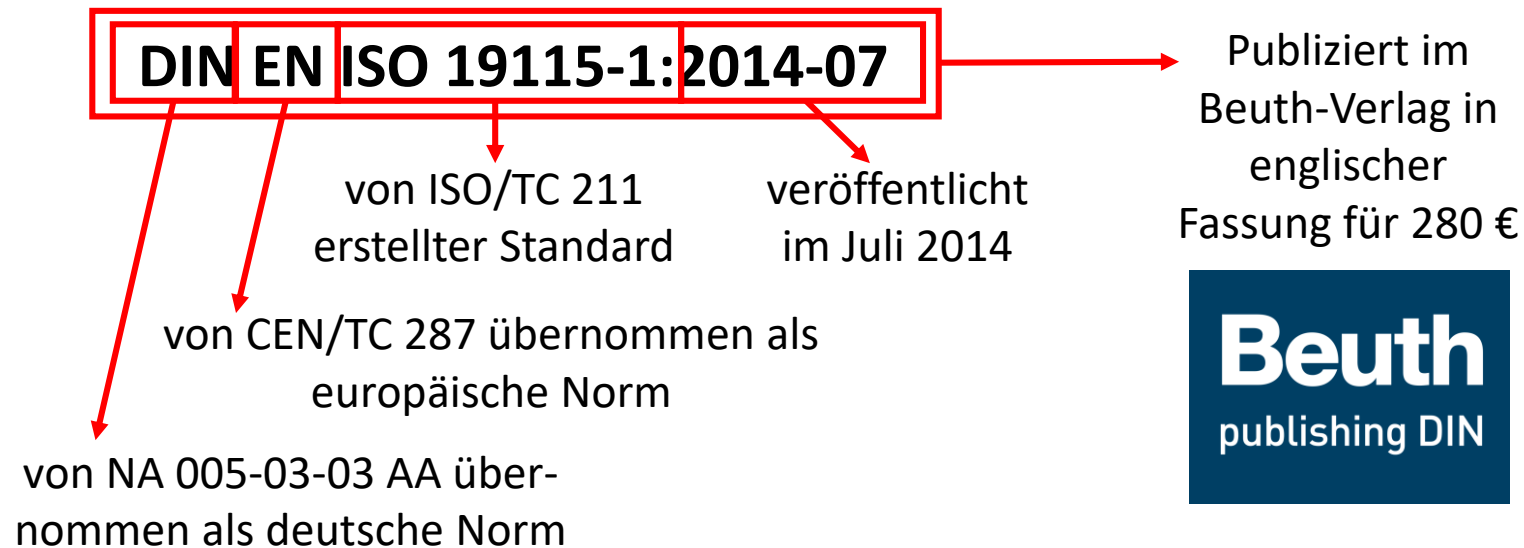 DIN EN ISO 19115-1:2014-07
Publiziert im
Beuth-Verlag in
englischer
Fassung für 280 €
von ISO/TC 211
erstellter Standard
veröffentlicht
im Juli 2014
von CEN/TC 287 übernommen als
europäische Norm
von NA 005-03-03 AA über-
nommen als deutsche Norm
Beuth
publishing DIN